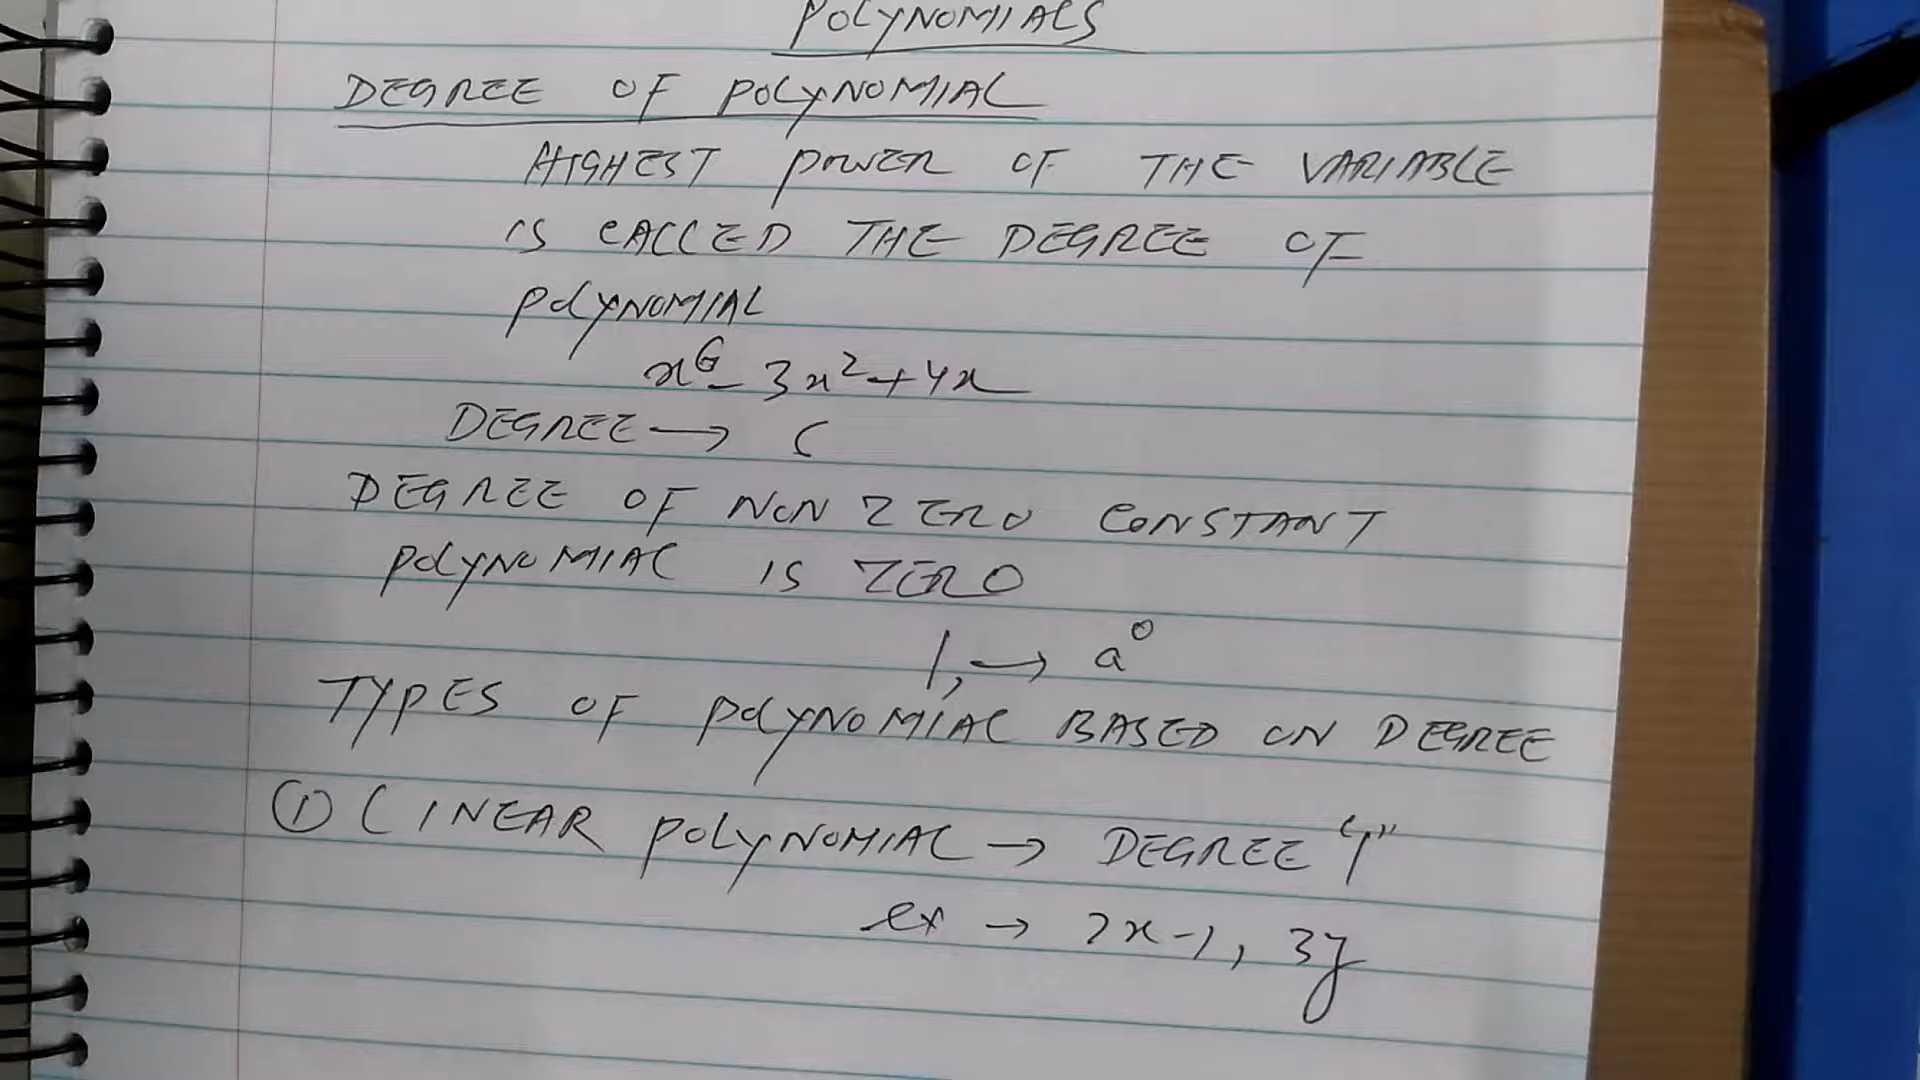 POLYNOMIALS
DEGREE OF POLYNOMIAL
HIGHEST POWER OF THE VARIABLE
IS CALLED THE DEGREE OF
POLYNOMIAL
x⁶ - 3x² + 4x
DEGREE → 6
DEGREE OF NON ZERO CONSTANT
POLYNOMIAL IS ZERO
1, → a⁰
TYPES OF POLYNOMIAL BASED ON DEGREE
① LINEAR POLYNOMIAL → DEGREE "1"
ex → 2x-1, 3y